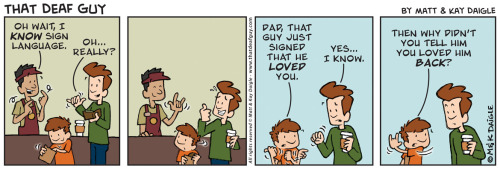 THAT DEAF GUY
BY MATT & KAY DAIGLE
OH WAIT, I
KNOW SIGN
LANGUAGE.
OH...
REALLY?
All rights reserved © Matt & Kay Daigle www.thatdeafguy.com
DAD, THAT
GUY JUST
SIGNED
THAT HE
LOVED
YOU.
YES...
I KNOW.
THEN WHY DIDN'T
YOU TELL HIM
YOU LOVED HIM
BACK?
©M&K DAIGLE